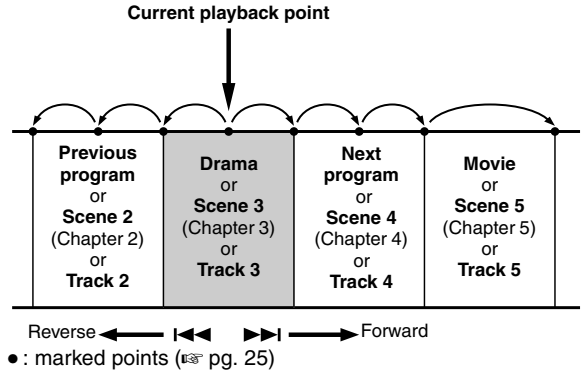 Current playback point
Previous program
or
Scene 2
(Chapter 2)
or
Track 2
Drama
or
Scene 3
(Chapter 3)
or
Track 3
Next program
or
Scene 4
(Chapter 4)
or
Track 4
Movie
or
Scene 5
(Chapter 5)
or
Track 5
Reverse
Forward
● : marked points (☞ pg. 25)